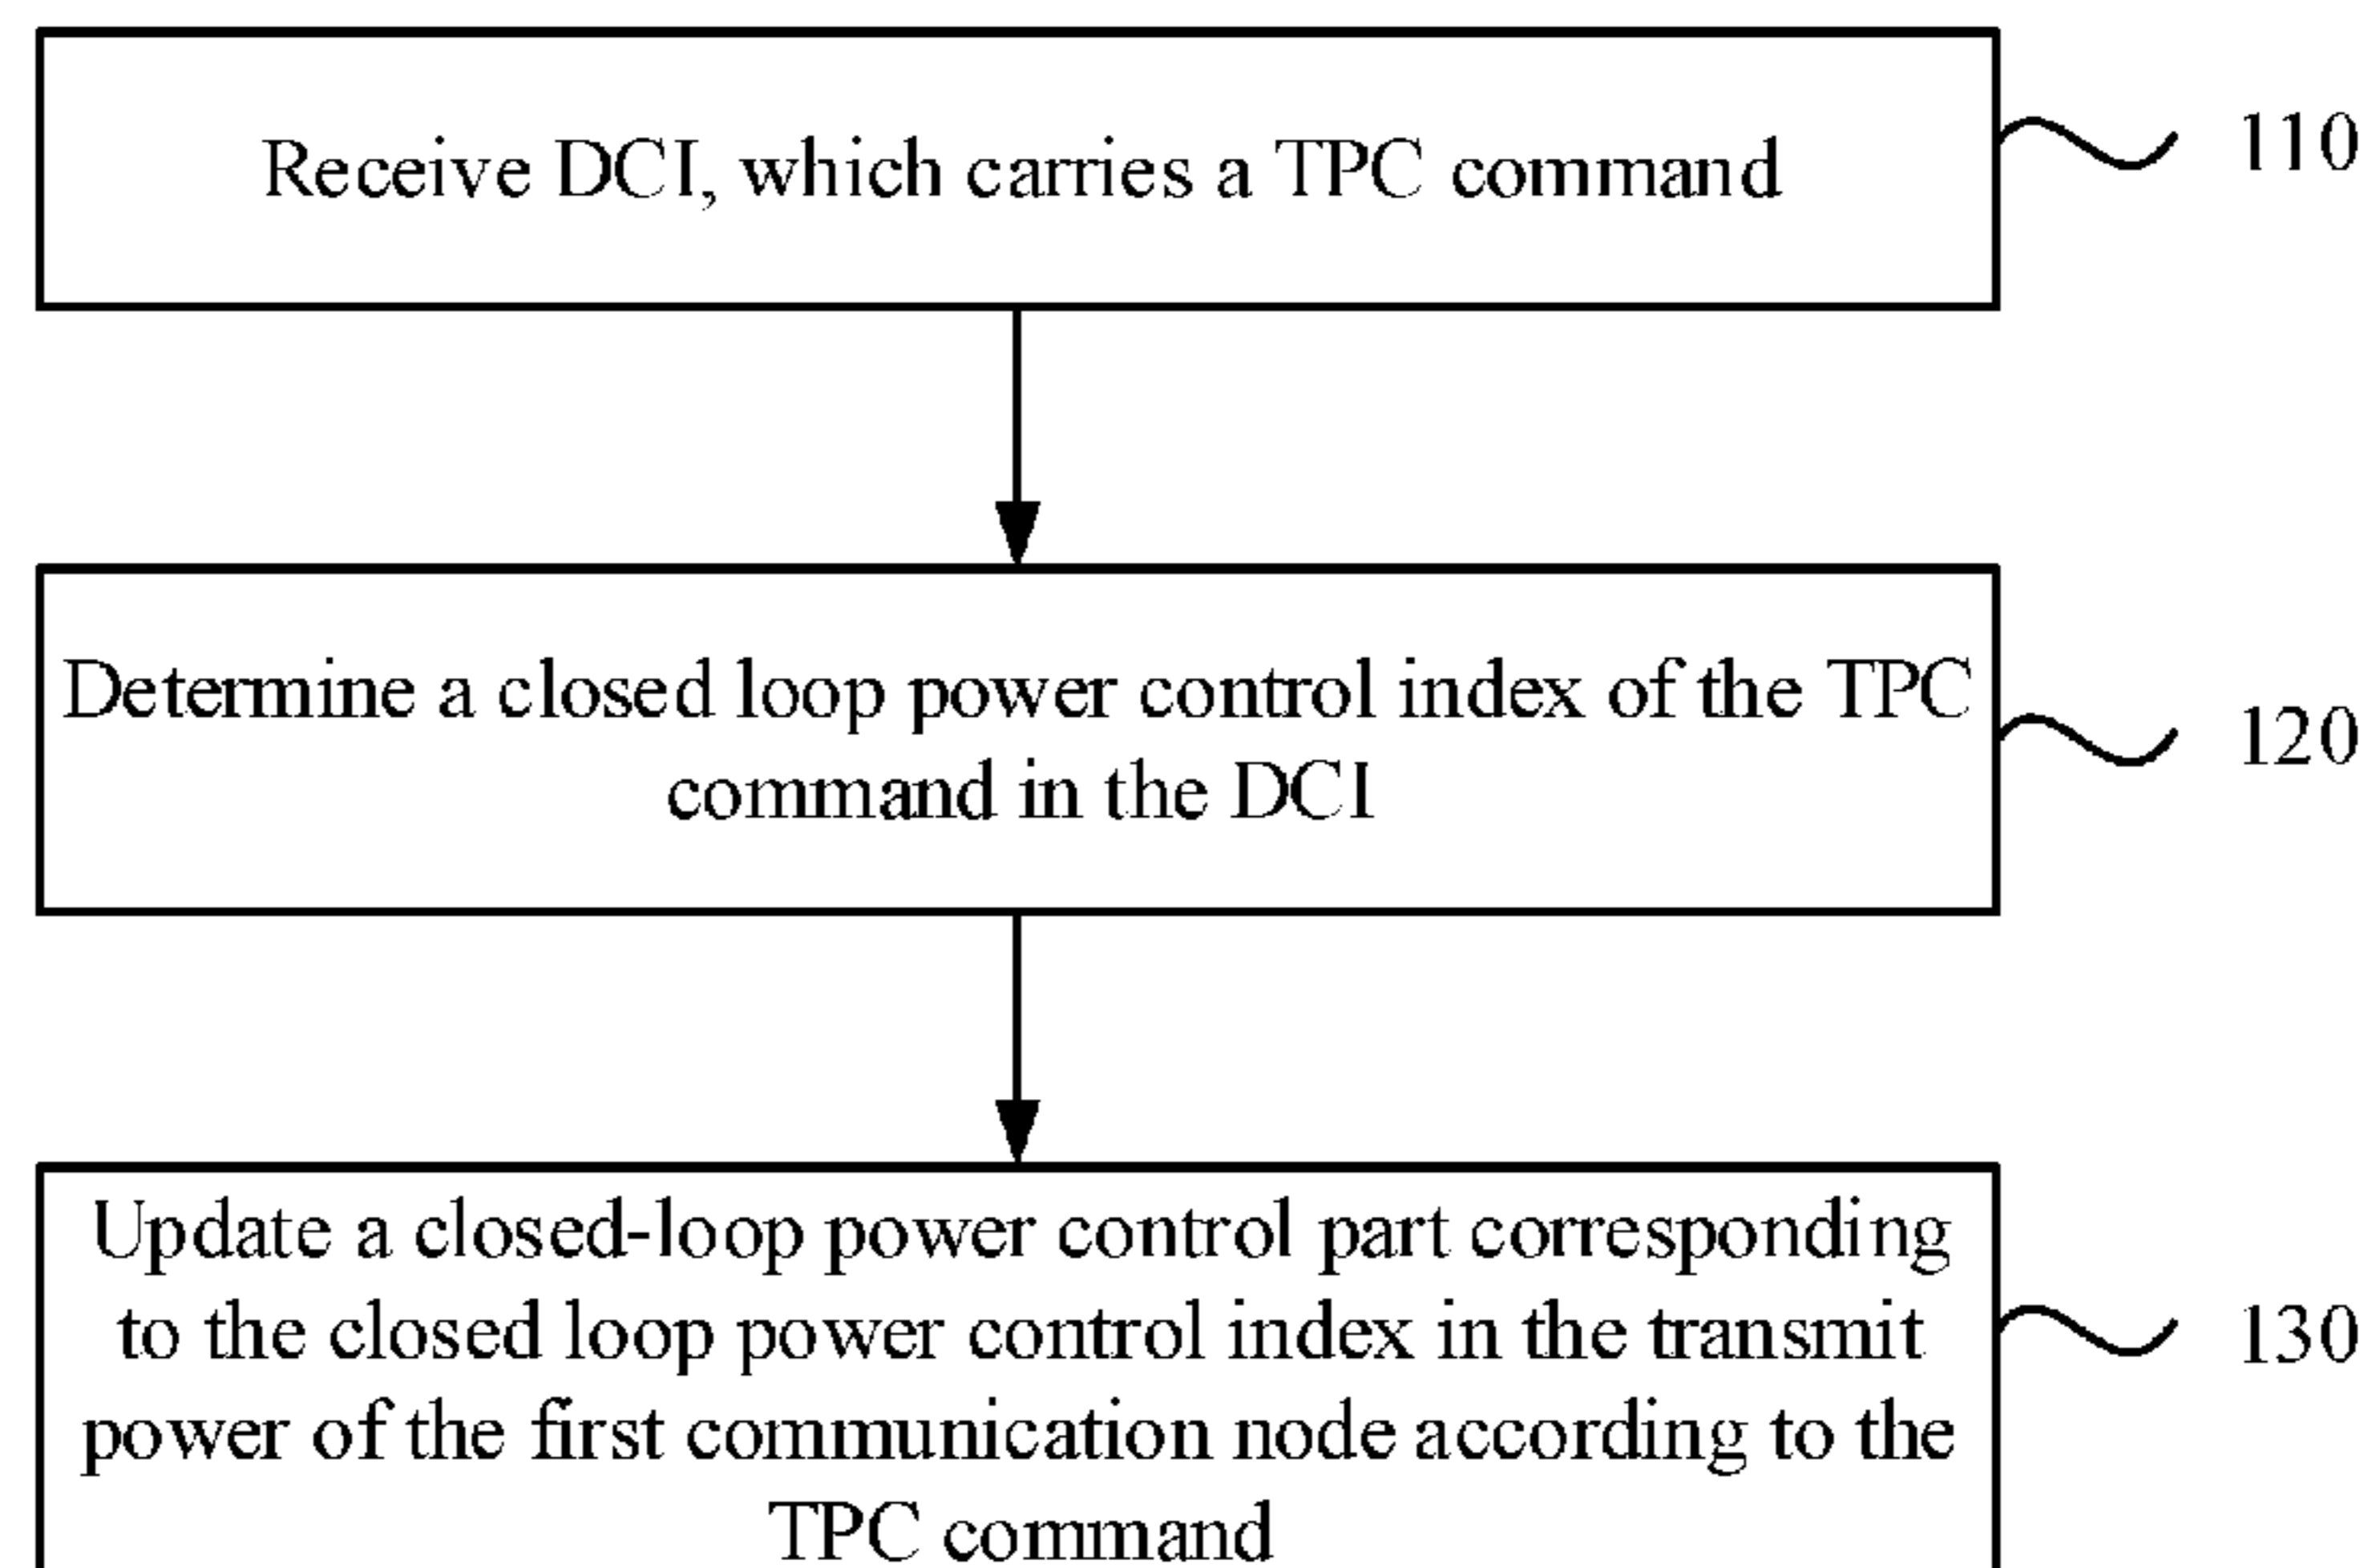 Receive DCI, which carries a TPC command
110
Determine a closed loop power control index of the TPC
command in the DCI
120
Update a closed-loop power control part corresponding
to the closed loop power control index in the transmit
power of the first communication node according to the
TPC command
130